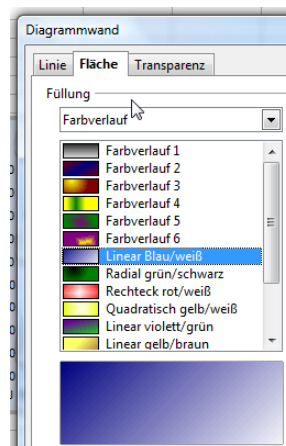 Diagrammwand
Linie Fläche Transparenz
Füllung
Farbverlauf
Farbverlauf 1
Farbverlauf 2
Farbverlauf 3
Farbverlauf 4
Farbverlauf 5
Farbverlauf 6
Linear Blau/weiß
Radial grün/schwarz
Rechteck rot/weiß
Quadratisch gelb/weiß
Linear violett/grün
Linear gelb/braun